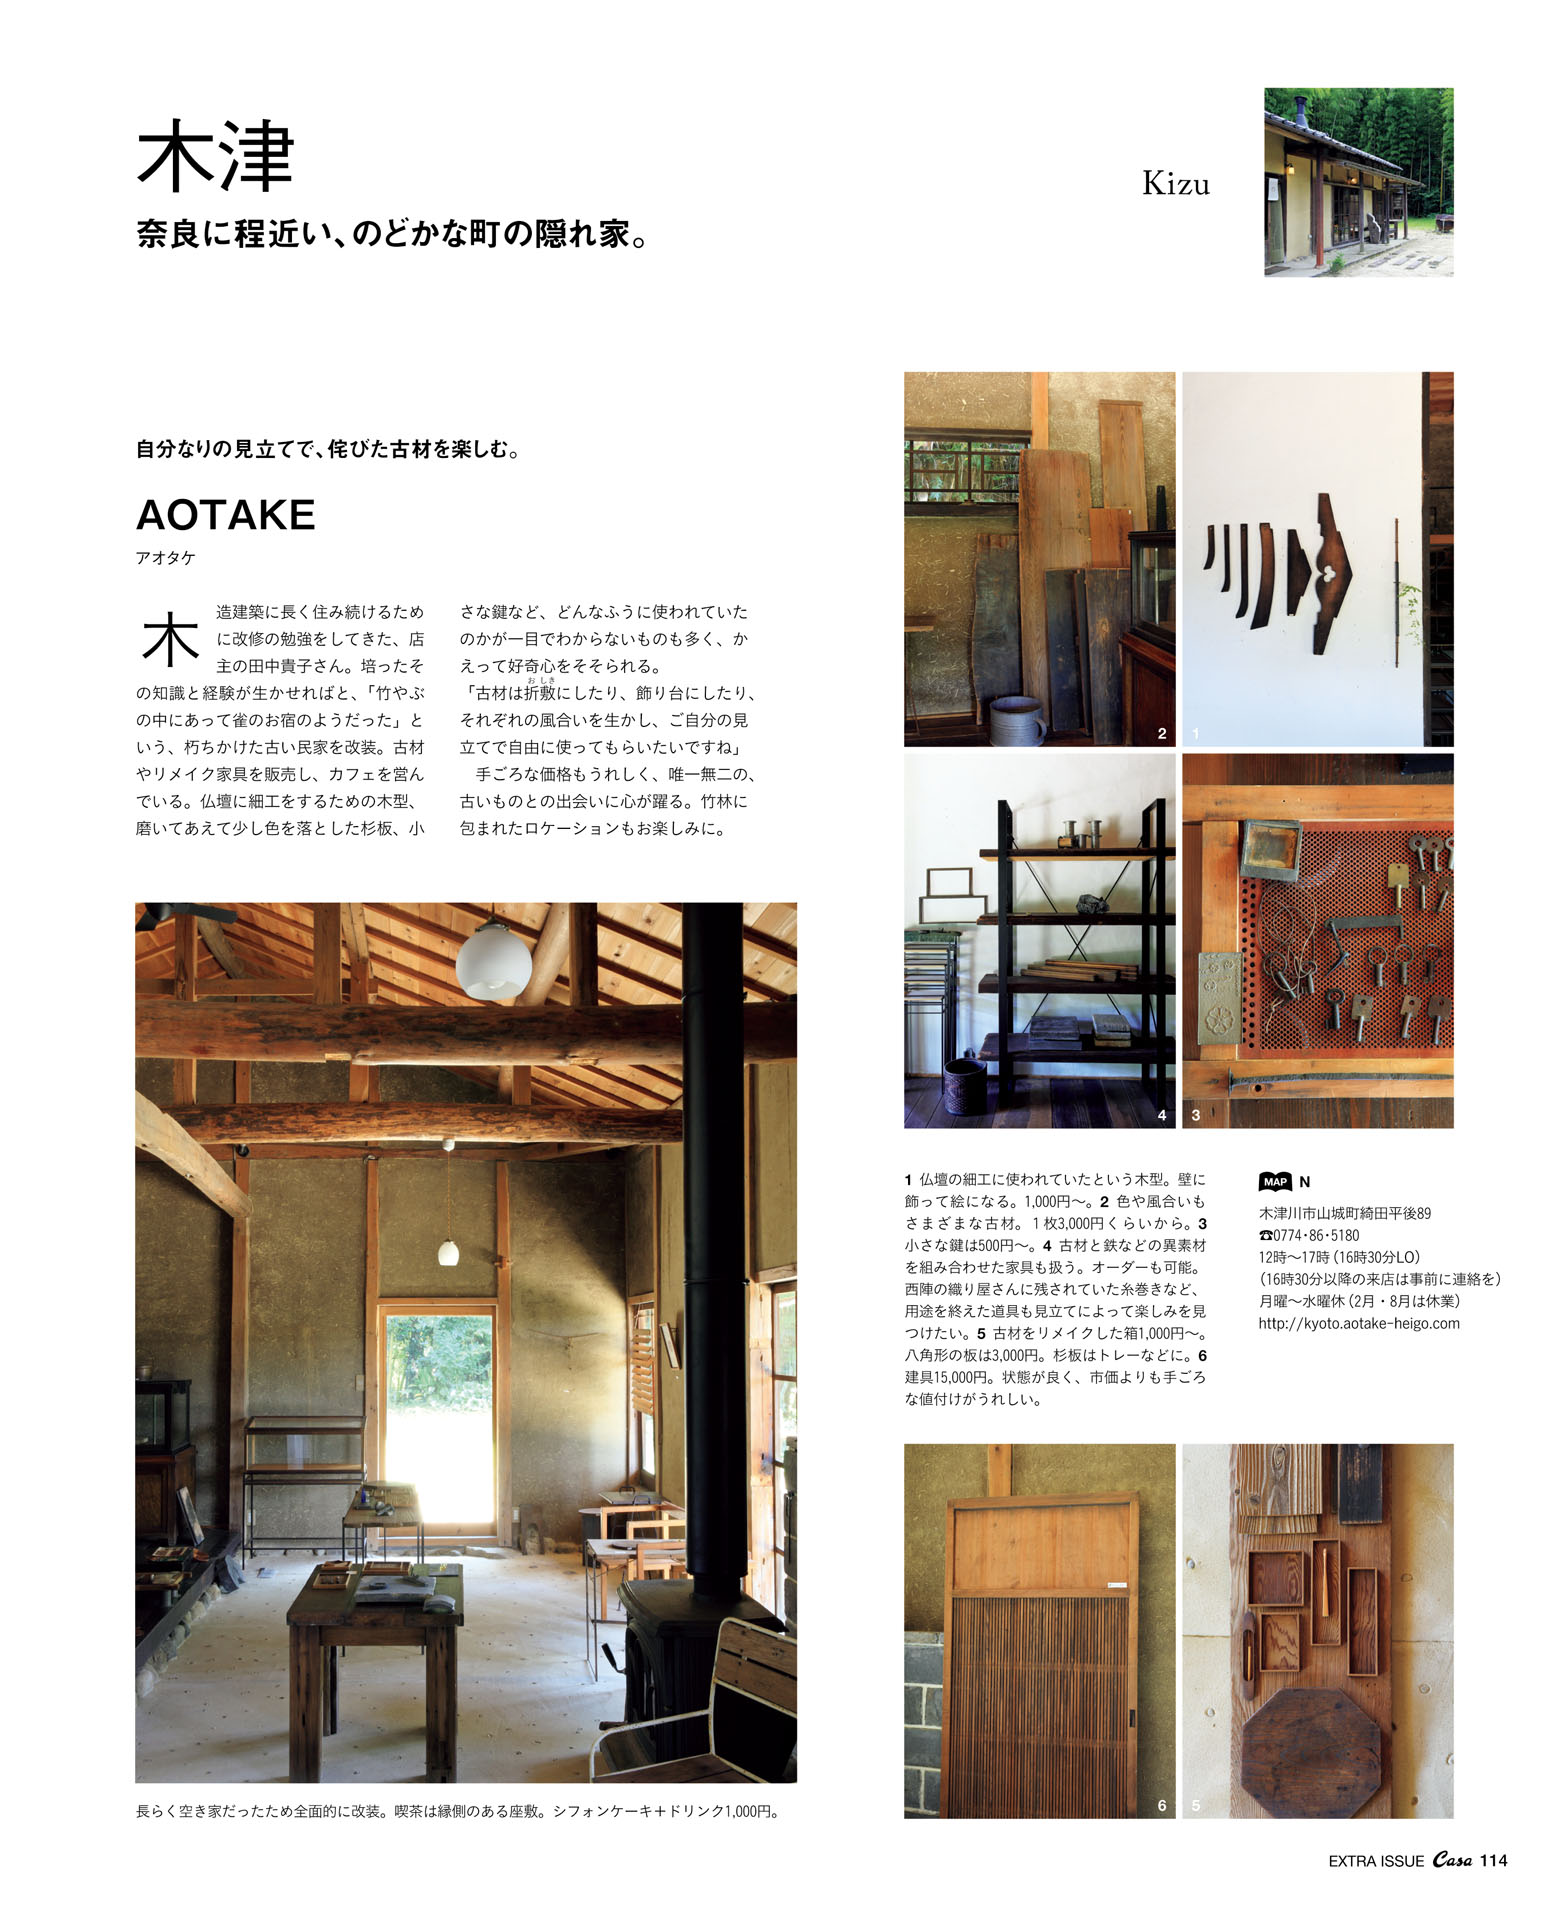 木津
奈良に程近い、のどかな町の隠れ家。
Kizu
自分なりの見立てで、侘びた古材を楽しむ。
AOTAKE
アオタケ
木造建築に長く住み続けるため
に改修の勉強をしてきた、店
主の田中貴子さん。培ったそ
の知識と経験が生かせればと、「竹やぶ
の中にあって雀のお宿のようだった」と
いう、朽ちかけた古い民家を改装。古材
やリメイク家具を販売し、カフェを営ん
でいる。仏壇に細工をするための木型、
磨いてあえて少し色を落とした杉板、小
さな鍵など、どんなふうに使われていた
のかが一目でわからないものも多く、か
えって好奇心をそそられる。
おしき
「古材は折敷にしたり、飾り台にしたり、
それぞれの風合いを生かし、ご自分の見
立てで自由に使ってもらいたいですね」
手ごろな価格もうれしく、唯一無二の、
古いものとの出会いに心が躍る。竹林に
包まれたロケーションもお楽しみに。
長らく空き家だったため全面的に改装。喫茶は縁側のある座敷。シフォンケーキ＋ドリンク1,000円。
2
1
4
3
1 仏壇の細工に使われていたという木型。壁に
飾って絵になる。1,000円〜。2 色や風合いも
さまざまな古材。1枚3,000円くらいから。3
小さな鍵は500円〜。4 古材と鉄などの異素材
を組み合わせた家具も扱う。オーダーも可能。
西陣の織り屋さんに残されていた糸巻きなど、
用途を終えた道具も見立てによって楽しみを見
つけたい。5 古材をリメイクした箱1,000円〜。
八角形の板は3,000円。杉板はトレーなどに。6
建具15,000円。状態が良く、市価よりも手ごろ
な値付けがうれしい。
MAP N
木津川市山城町綺田平後89
☎0774・86・5180
12時〜17時（16時30分LO）
（16時30分以降の来店は事前に連絡を）
月曜〜水曜休（2月・8月は休業）
http://kyoto.aotake-heigo.com
6
5
EXTRA ISSUE Casa 114